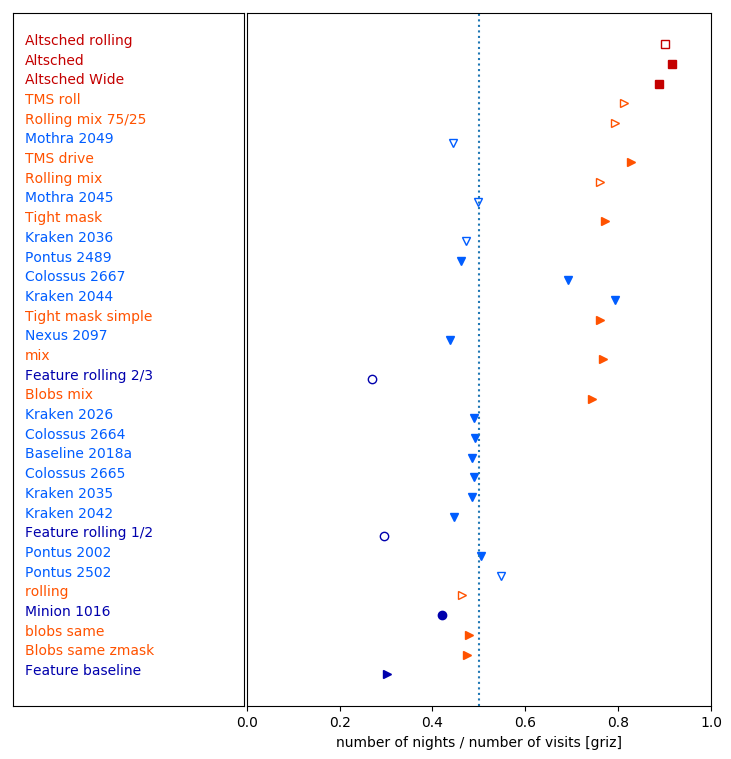 Altsched rolling
Altsched
Altsched Wide
TMS roll
Rolling mix 75/25
Mothra 2049
TMS drive
Rolling mix
Mothra 2045
Tight mask
Kraken 2036
Pontus 2489
Colossus 2667
Kraken 2044
Tight mask simple
Nexus 2097
mix
Feature rolling 2/3
Blobs mix
Kraken 2026
Colossus 2664
Baseline 2018a
Colossus 2665
Kraken 2035
Kraken 2042
Feature rolling 1/2
Pontus 2002
Pontus 2502
rolling
Minion 1016
blobs same
Blobs same zmask
Feature baseline
0.0 0.2 0.4 0.6 0.8 1.0
number of nights / number of visits [griz]